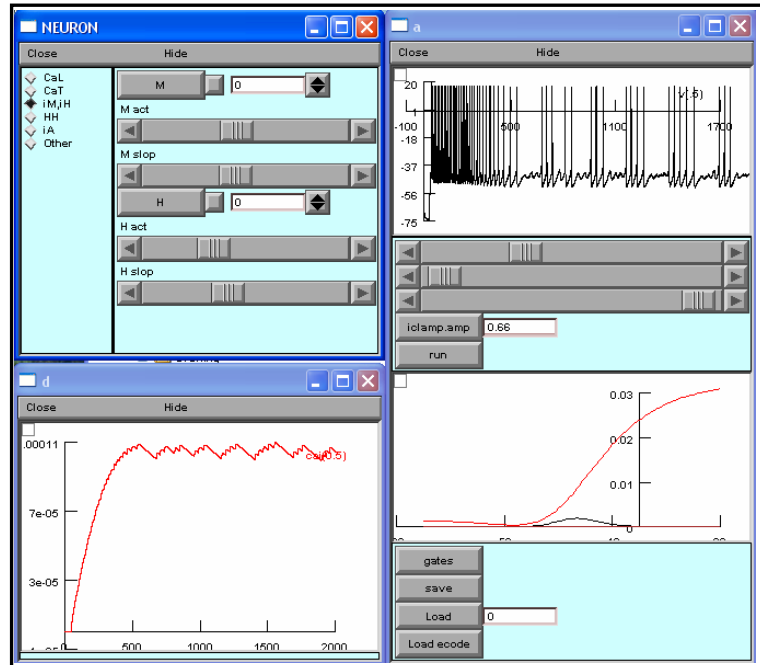 NEURON
Close Hide
CaL
CaT
iM,iH
HH
iA
Other
M 0
M act
M slop
H 0
H act
H slop
a
Close Hide
20
v(.5)
-100 500 1100 1700
-18
-37
-56
-75
iclamp.amp 0.66
run
0.03
0.02
0.01
0
gates
save
Load 0
Load ecode
d
Close Hide
.00011
cai(0.5)
7e-05
3e-05
0 500 1000 1500 2000